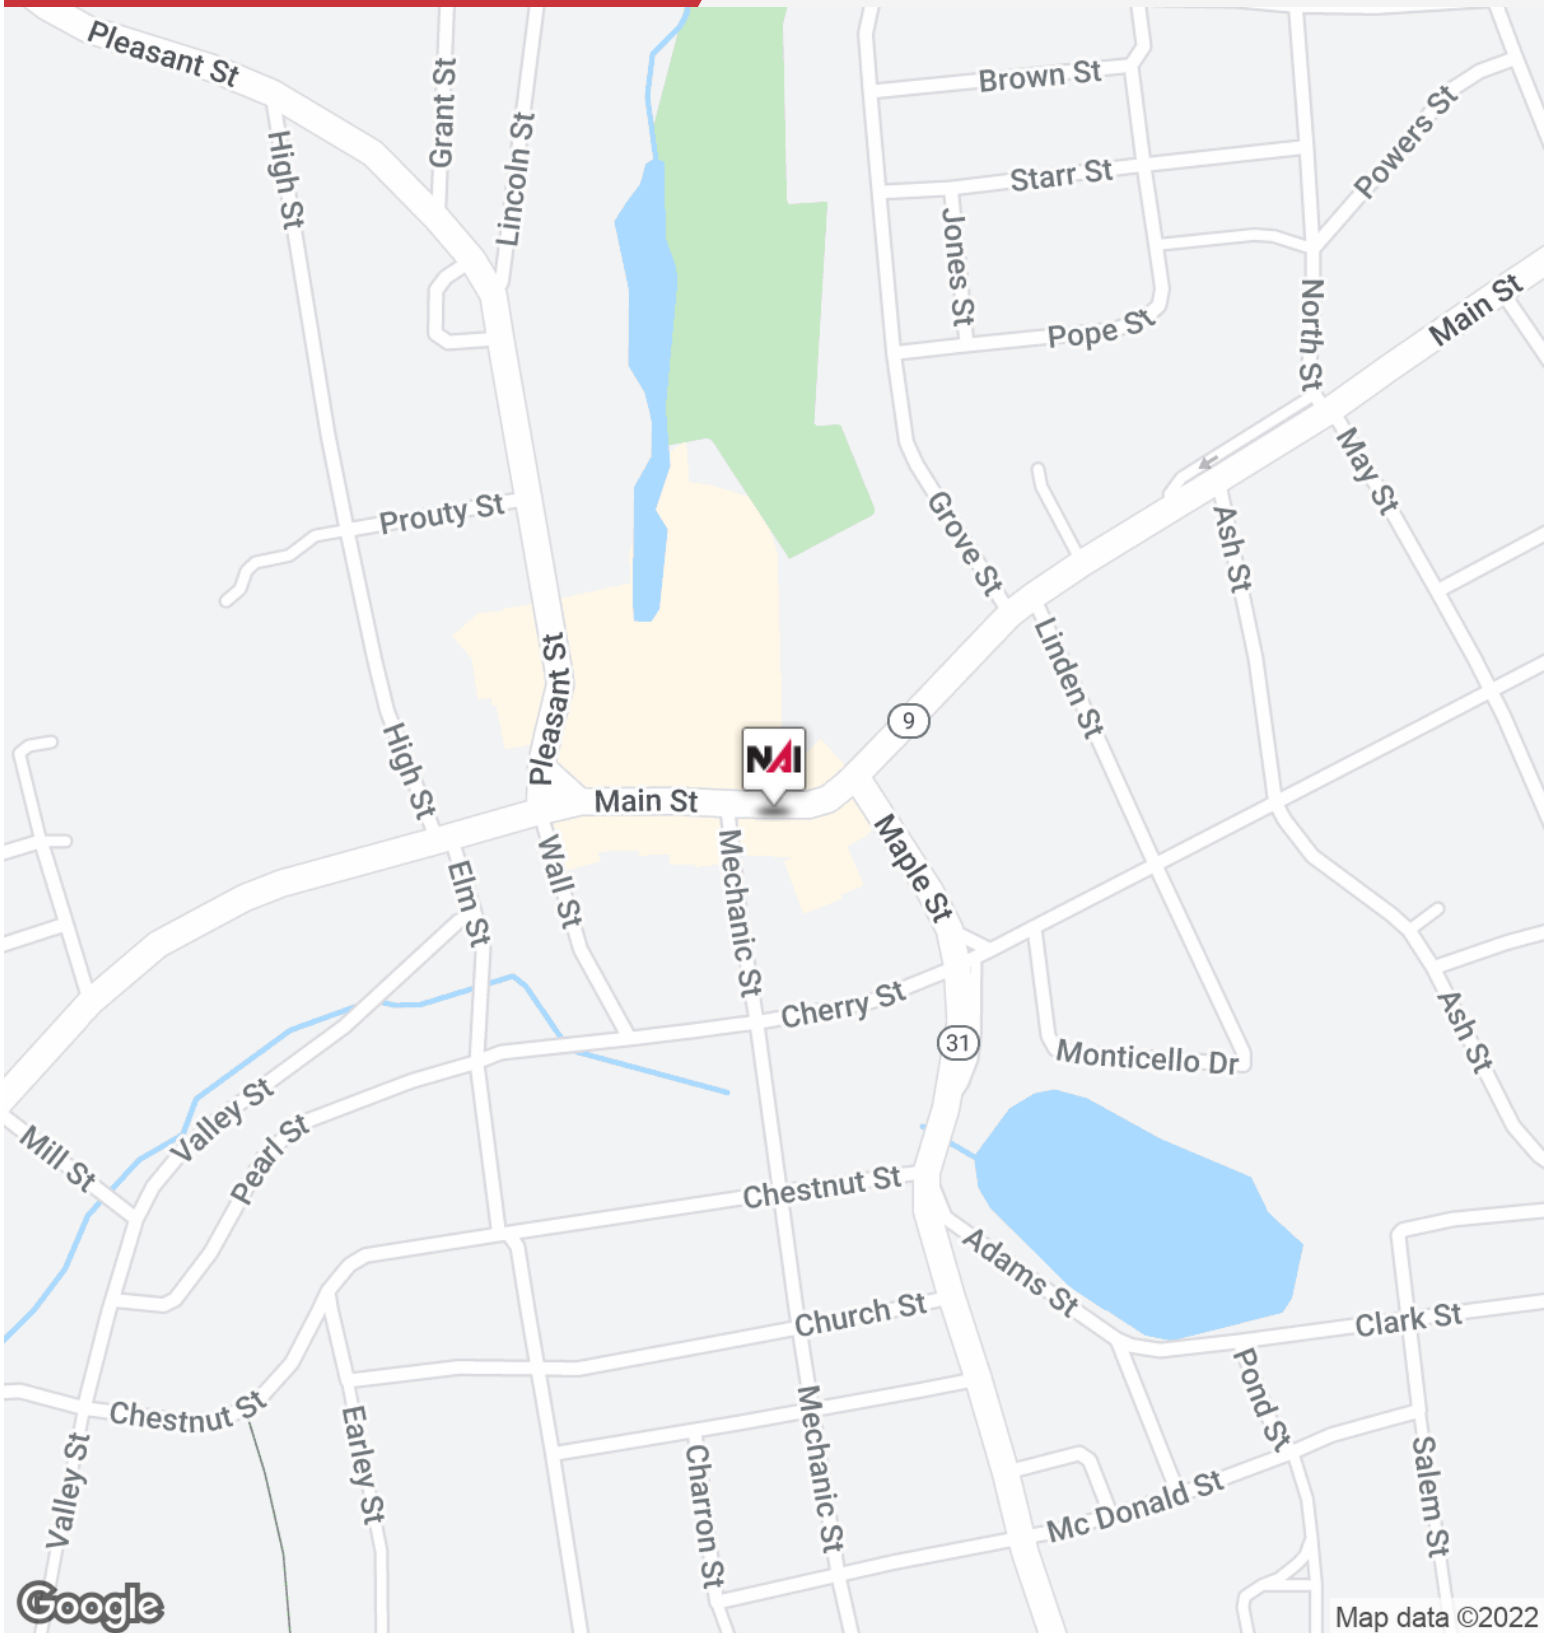 Pleasant St
Grant St
Lincoln St
High St
Brown St
Powers St
Starr St
Jones St
Pope St
North St
Main St
May St
Prouty St
Grove St
Ash St
Pleasant St
Linden St
9
High St
NAI
Main St
Maple St
Mechanic St
Wall St
Elm St
Cherry St
31
Monticello Dr
Ash St
Valley St
Pearl St
Mill St
Chestnut St
Adams St
Church St
Clark St
Pond St
Chestnut St
Earley St
Valley St
Mechanic St
Charron St
Mc Donald St
Salem St
Google
Map data ©2022